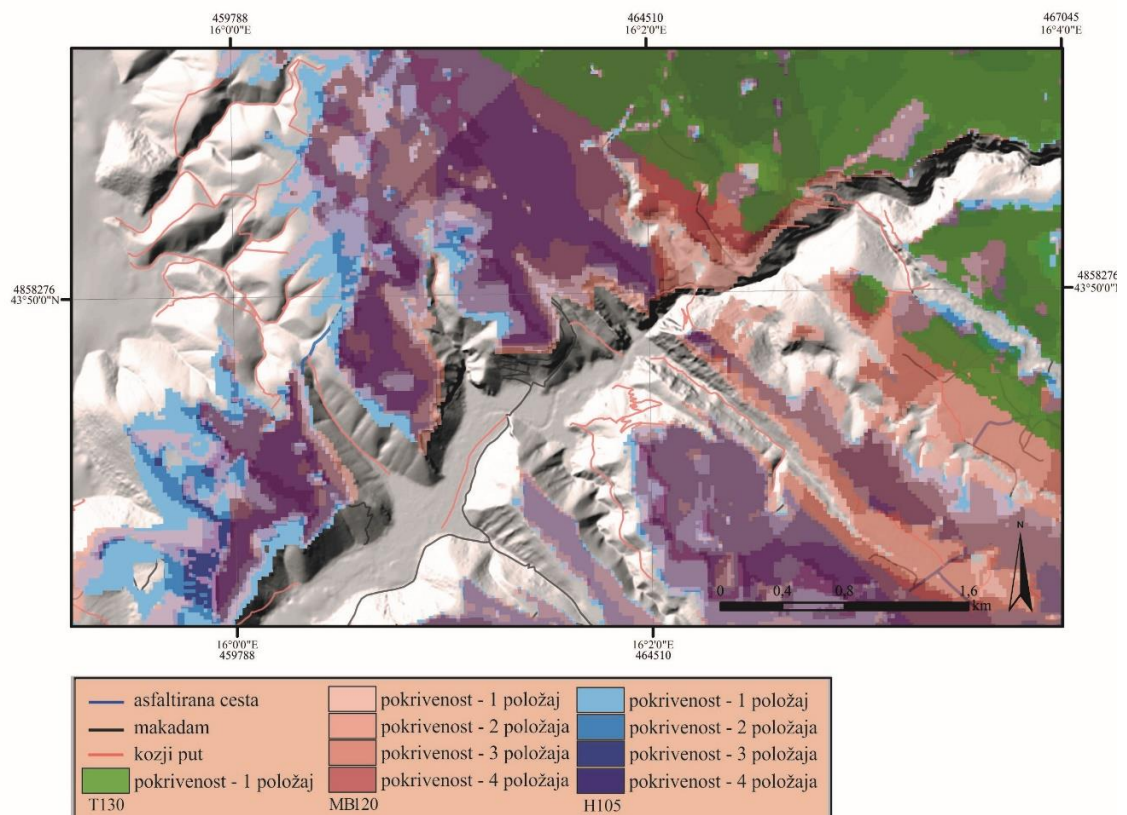 459788
16°0'0"E
464510
16°2'0"E
467045
16°4'0"E
4858276
43°50'0"N
4858276
43°50'0"N
N
0 0,4 0,8 1,6
km
16°0'0"E
459788
16°2'0"E
464510
asfaltirana cesta
makadam
kozji put
pokrivenost - 1 položaj
T130
pokrivenost - 1 položaj
pokrivenost - 2 položaja
pokrivenost - 3 položaja
pokrivenost - 4 položaja
MB120
pokrivenost - 1 položaj
pokrivenost - 2 položaja
pokrivenost - 3 položaja
pokrivenost - 4 položaja
H105